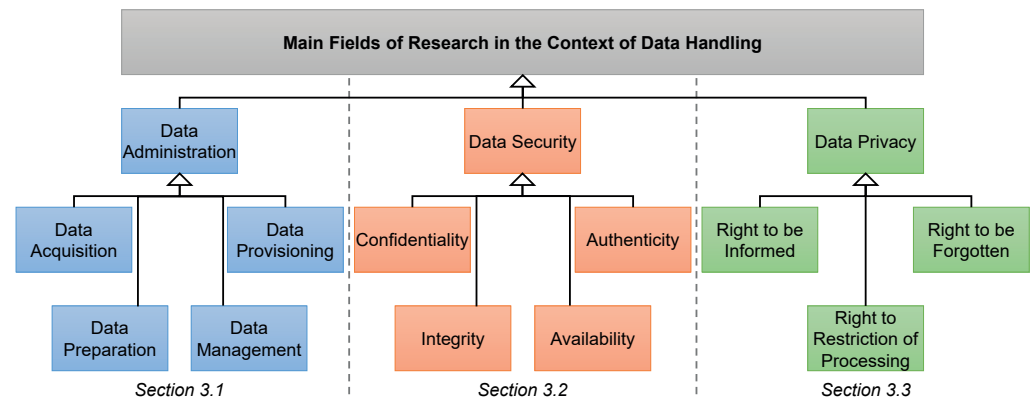 Main Fields of Research in the Context of Data Handling
Data
Administration
Data Security
Data Privacy
Data
Acquisition
Data
Provisioning
Confidentiality
Authenticity
Right to be
Informed
Right to be
Forgotten
Data
Preparation
Data
Management
Integrity
Availability
Right to
Restriction of
Processing
Section 3.1
Section 3.2
Section 3.3